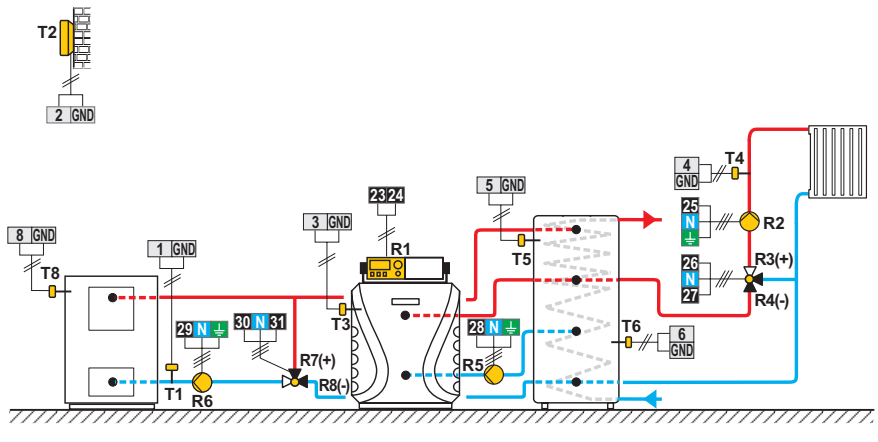 T2
2 GND
4 T4
GND
5 GND
23 24
3 GND
25
N
R2
8 GND
1 GND
R1
T5
R3(+)
26
27
N
R4(-)
T8
T3
29 N
30 N 31
28 N
T6
6
GND
R7(+)
R5
R8(-)
T1
R6